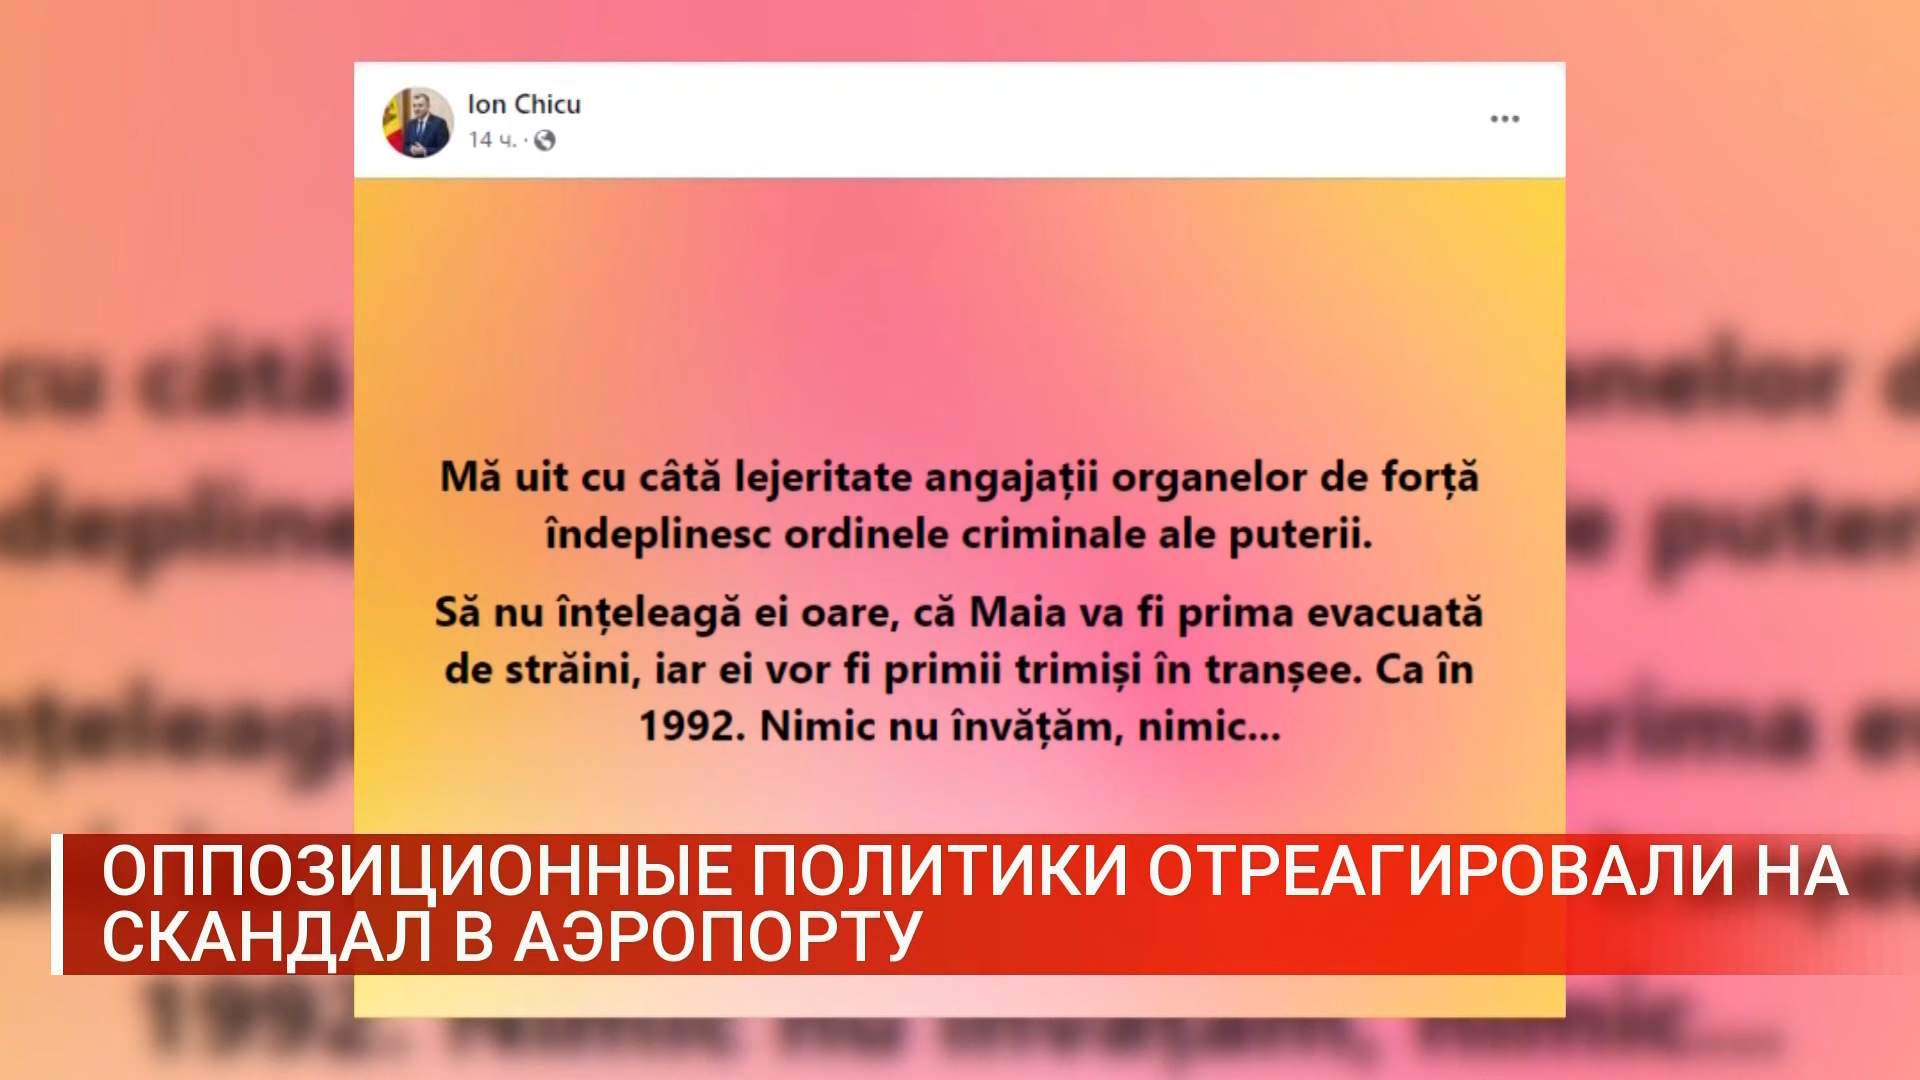 Ion Chicu
14 ч. ·
Mă uit cu câtă lejeritate angajații organelor de forță
îndeplinesc ordinele criminale ale puterii.
Să nu înțeleagă ei oare, că Maia va fi prima evacuată
de străini, iar ei vor fi primii trimiși în tranșee. Ca în
1992. Nimic nu învățăm, nimic...
ОППОЗИЦИОННЫЕ ПОЛИТИКИ ОТРЕАГИРОВАЛИ НА
СКАНДАЛ В АЭРОПОРТУ